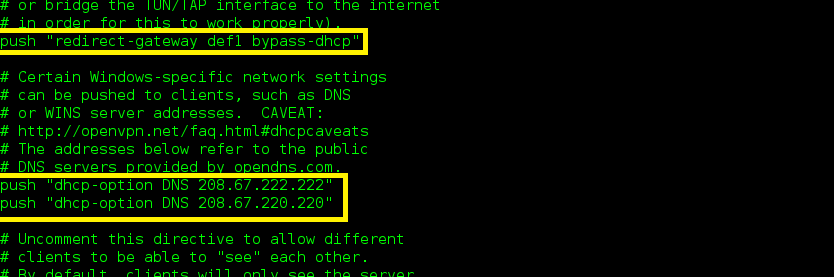 # or bridge the TUN/TAP interface to the internet
# in order for this to work properly).
push "redirect-gateway def1 bypass-dhcp"
# Certain Windows-specific network settings
# can be pushed to clients, such as DNS
# or WINS server addresses.  CAVEAT:
# http://openvpn.net/faq.html#dhcpcaveats
# The addresses below refer to the public
# DNS servers provided by opendns.com.
push "dhcp-option DNS 208.67.222.222"
push "dhcp-option DNS 208.67.220.220"
# Uncomment this directive to allow different
# clients to be able to "see" each other.
# By default, clients will only see the server.